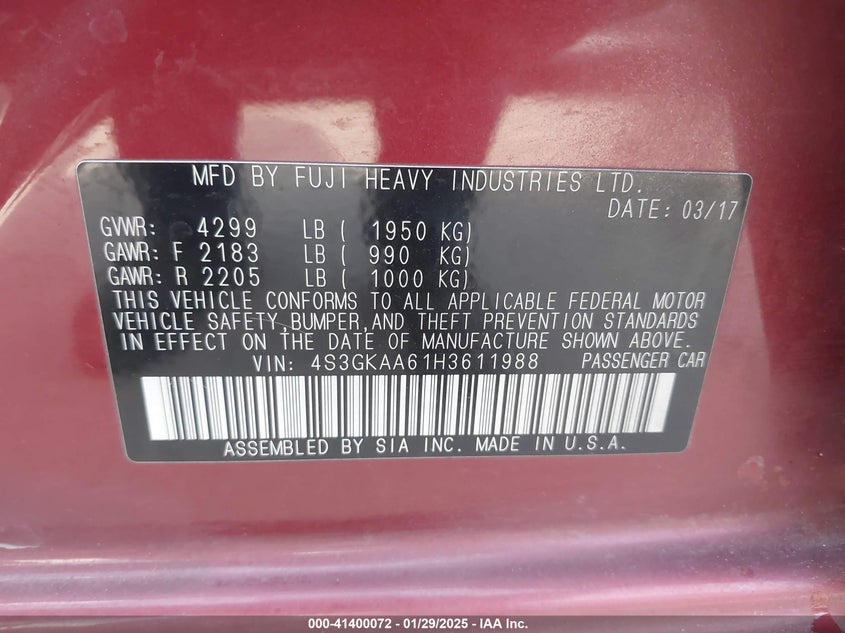 MFD BY FUJI HEAVY INDUSTRIES LTD.
DATE: 03/17
GVWR: 4299 LB ( 1950 KG)
GAWR: F 2183 LB ( 990 KG)
GAWR: R 2205 LB ( 1000 KG)
THIS VEHICLE CONFORMS TO ALL APPLICABLE FEDERAL MOTOR
VEHICLE SAFETY,BUMPER,AND THEFT PREVENTION STANDARDS
IN EFFECT ON THE DATE OF MANUFACTURE SHOWN ABOVE.
VIN: 4S3GKAA61H3611988 PASSENGER CAR
ASSEMBLED BY SIA INC. MADE IN U.S.A.
000-41400072 - 01/29/2025 - IAA Inc.